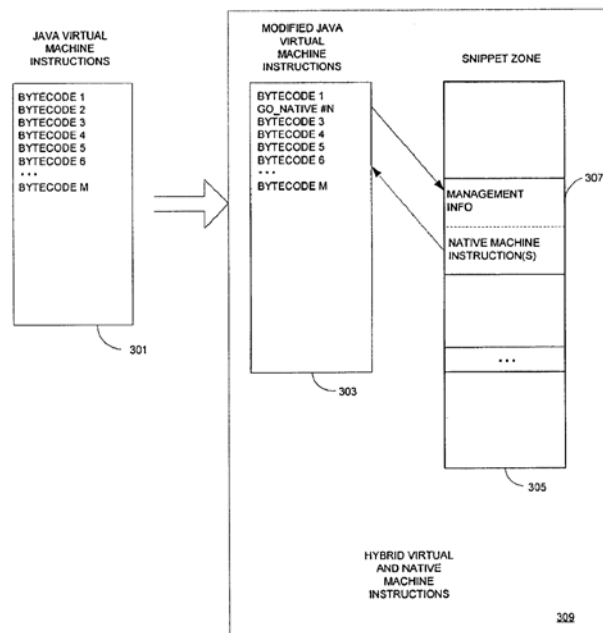 JAVA VIRTUAL
MACHINE
INSTRUCTIONS
BYTECODE 1
BYTECODE 2
BYTECODE 3
BYTECODE 4
BYTECODE 5
BYTECODE 6
...
BYTECODE M
301
MODIFIED JAVA
VIRTUAL
MACHINE
INSTRUCTIONS
BYTECODE 1
GO_NATIVE #N
BYTECODE 3
BYTECODE 4
BYTECODE 5
BYTECODE 6
...
BYTECODE M
303
SNIPPET ZONE
MANAGEMENT
INFO
NATIVE MACHINE
INSTRUCTION(S)
...
307
305
HYBRID VIRTUAL
AND NATIVE
MACHINE
INSTRUCTIONS
309